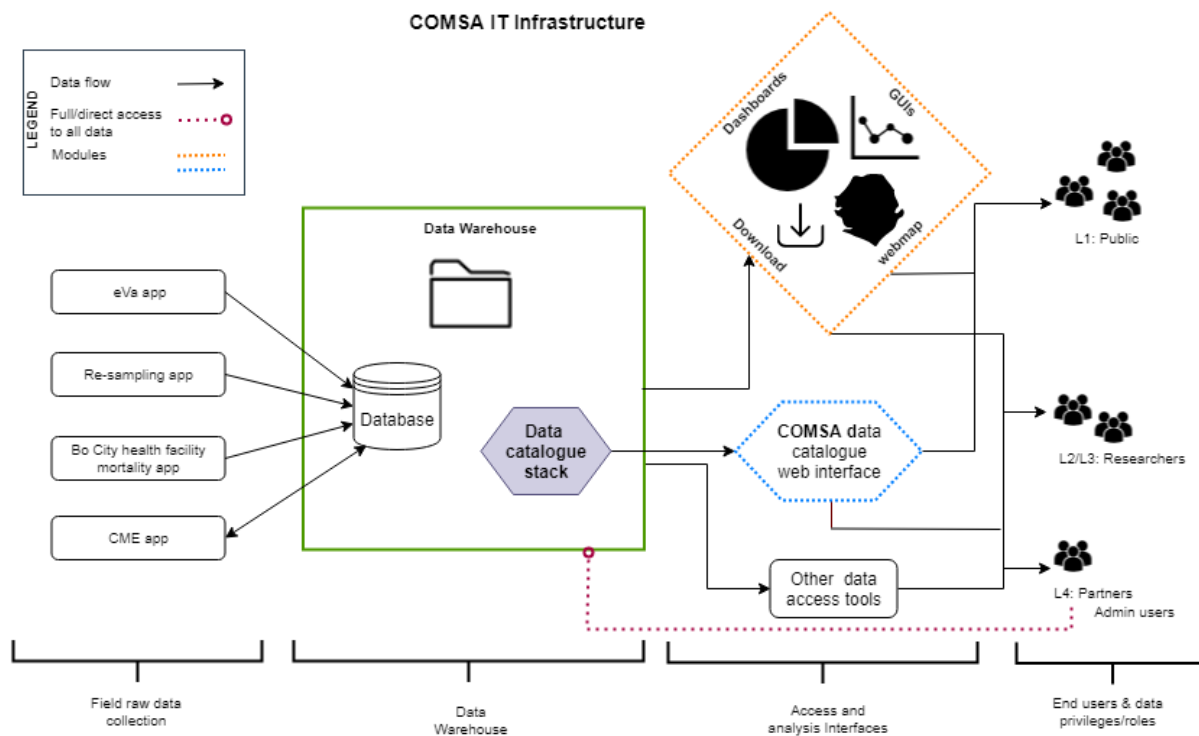 COMSA IT Infrastructure
LEGEND
Data flow
Full/direct access
to all data
Modules
Dashboards
GUIs
Download
webmap
Data Warehouse
eVa app
Re-sampling app
Bo City health facility
mortality app
CME app
Database
Data
catalogue
stack
COMSA data
catalogue
web interface
Other data
access tools
L1: Public
L2/L3: Researchers
L4: Partners
Admin users
Field raw data
collection
Data
Warehouse
Access and
analysis Interfaces
End users & data
privileges/roles